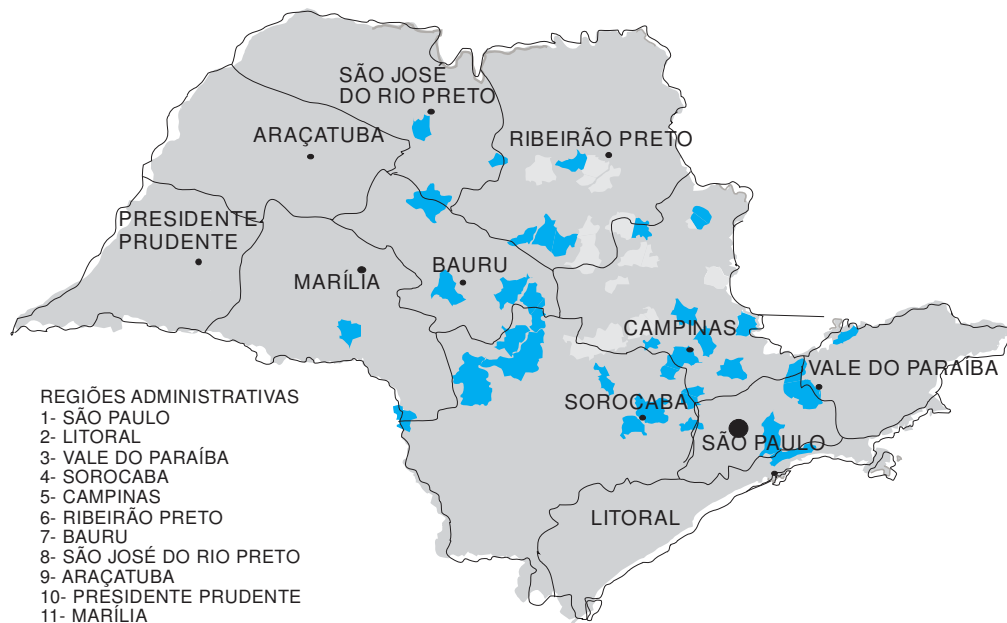 SÃO JOSÉ
DO RIO PRETO
ARAÇATUBA
RIBEIRÃO PRETO
PRESIDENTE
PRUDENTE
MARÍLIA
BAURU
CAMPINAS
VALE DO PARAÍBA
SOROCABA
SÃO PAULO
LITORAL
REGIÕES ADMINISTRATIVAS
1- SÃO PAULO
2- LITORAL
3- VALE DO PARAÍBA
4- SOROCABA
5- CAMPINAS
6- RIBEIRÃO PRETO
7- BAURU
8- SÃO JOSÉ DO RIO PRETO
9- ARAÇATUBA
10- PRESIDENTE PRUDENTE
11- MARÍLIA